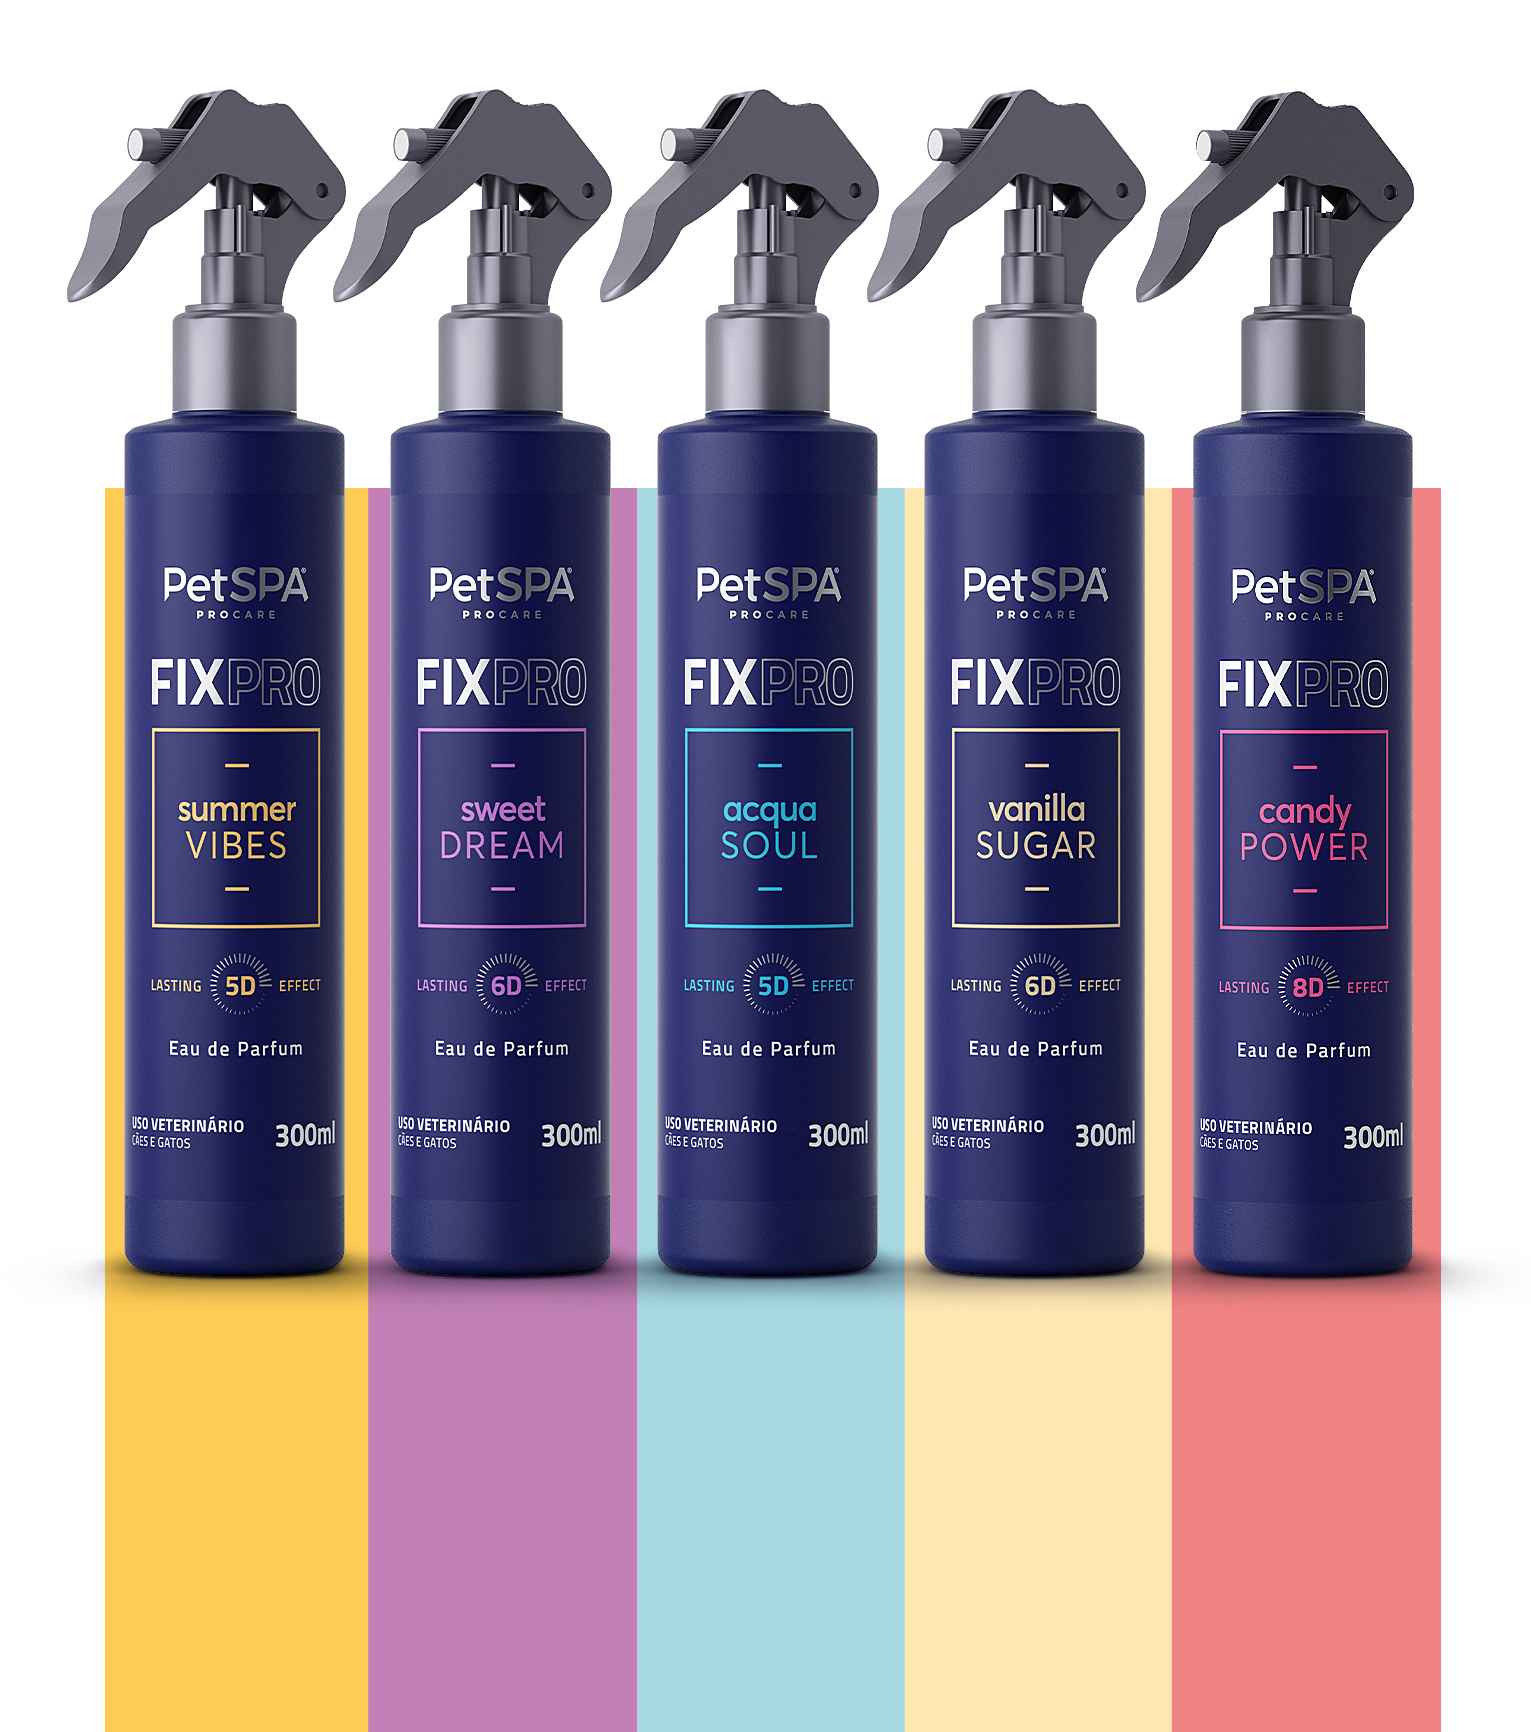 PetSPA®
PROCARE
FIXPRO
summer
VIBES
LASTING 5D EFFECT
Eau de Parfum
USO VETERINÁRIO
CÃES E GATOS
300ml
PetSPA®
PROCARE
FIXPRO
sweet
DREAM
LASTING 6D EFFECT
Eau de Parfum
USO VETERINÁRIO
CÃES E GATOS
300ml
PetSPA®
PROCARE
FIXPRO
acqua
SOUL
LASTING 5D EFFECT
Eau de Parfum
USO VETERINÁRIO
CÃES E GATOS
300ml
PetSPA®
PROCARE
FIXPRO
vanilla
SUGAR
LASTING 6D EFFECT
Eau de Parfum
USO VETERINÁRIO
CÃES E GATOS
300ml
PetSPA®
PROCARE
FIXPRO
candy
POWER
LASTING 8D EFFECT
Eau de Parfum
USO VETERINÁRIO
CÃES E GATOS
300ml